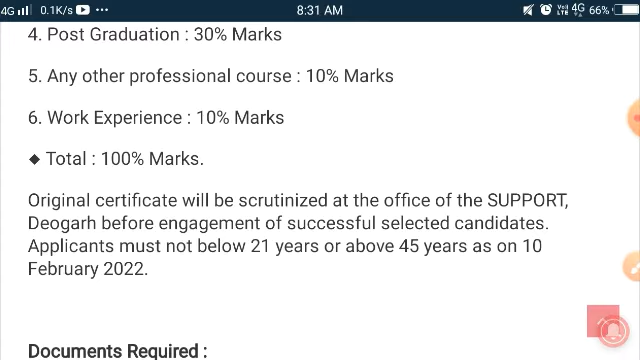 4G 0.1K/s ••• 8:31 AM VoI LTE 4G 66%
4. Post Graduation : 30% Marks
5. Any other professional course : 10% Marks
6. Work Experience : 10% Marks
◆ Total : 100% Marks.
Original certificate will be scrutinized at the office of the SUPPORT,
Deogarh before engagement of successful selected candidates.
Applicants must not below 21 years or above 45 years as on 10
February 2022.
Documents Required :